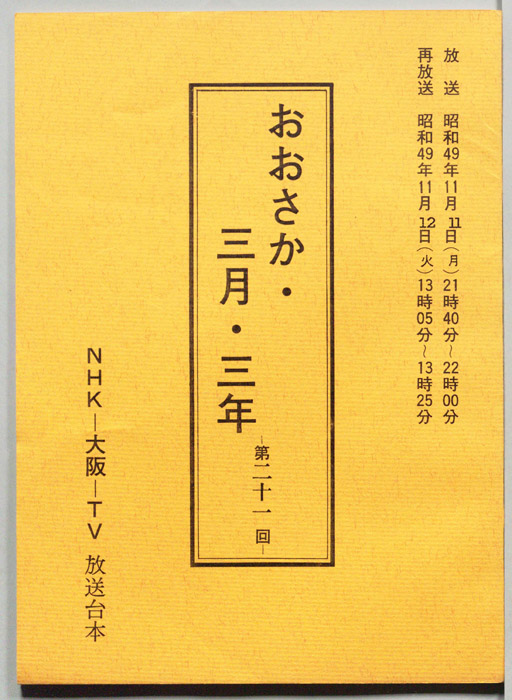 放送 昭和49年11月11日(月)21時40分~22時00分
再放送 昭和49年11月12日(火)13時05分~13時25分
おおさか・
三月・三年
―第二十一回―
NHK―大阪―TV 放送台本